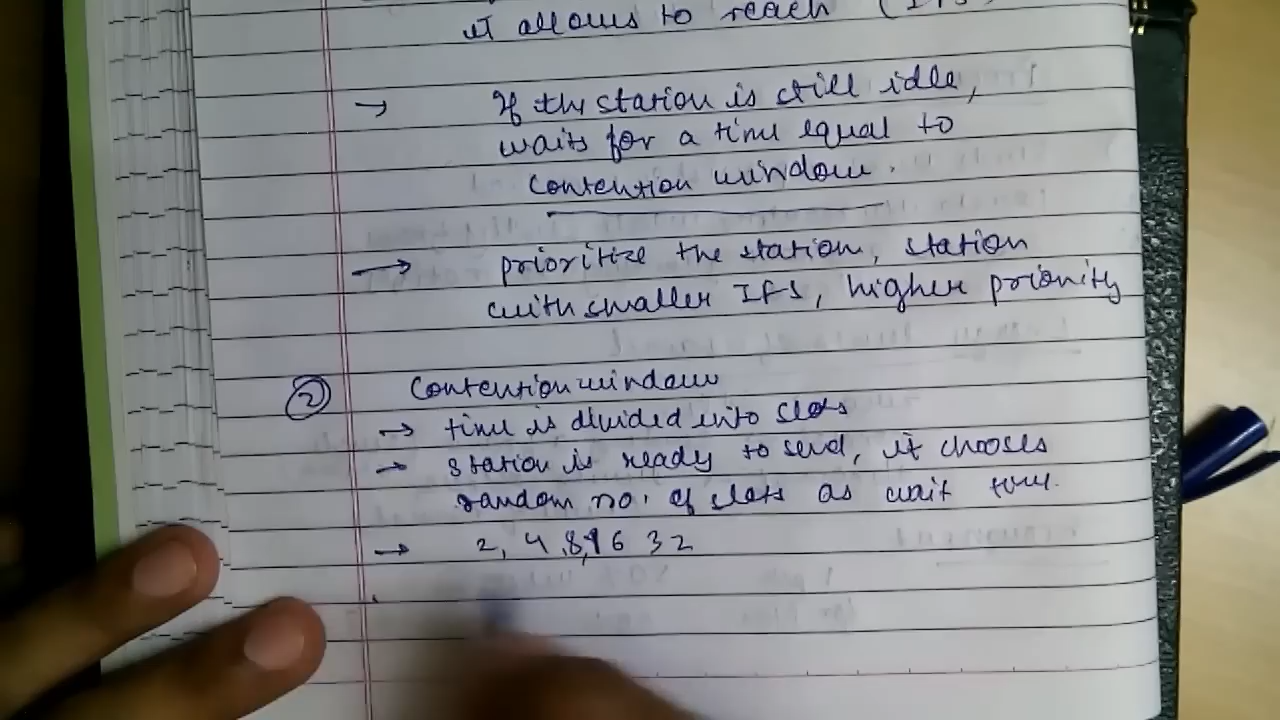 it allows to reach (IFS
→ If the station is still idle,
waits for a time equal to
contention window.
→ prioritize the station, station
with smaller IFS, higher priority
② Contention window
→ time is divided into slots
→ station is ready to send, it chooses
random no. of slots as wait time.
→ 2, 4, 8, 16 32